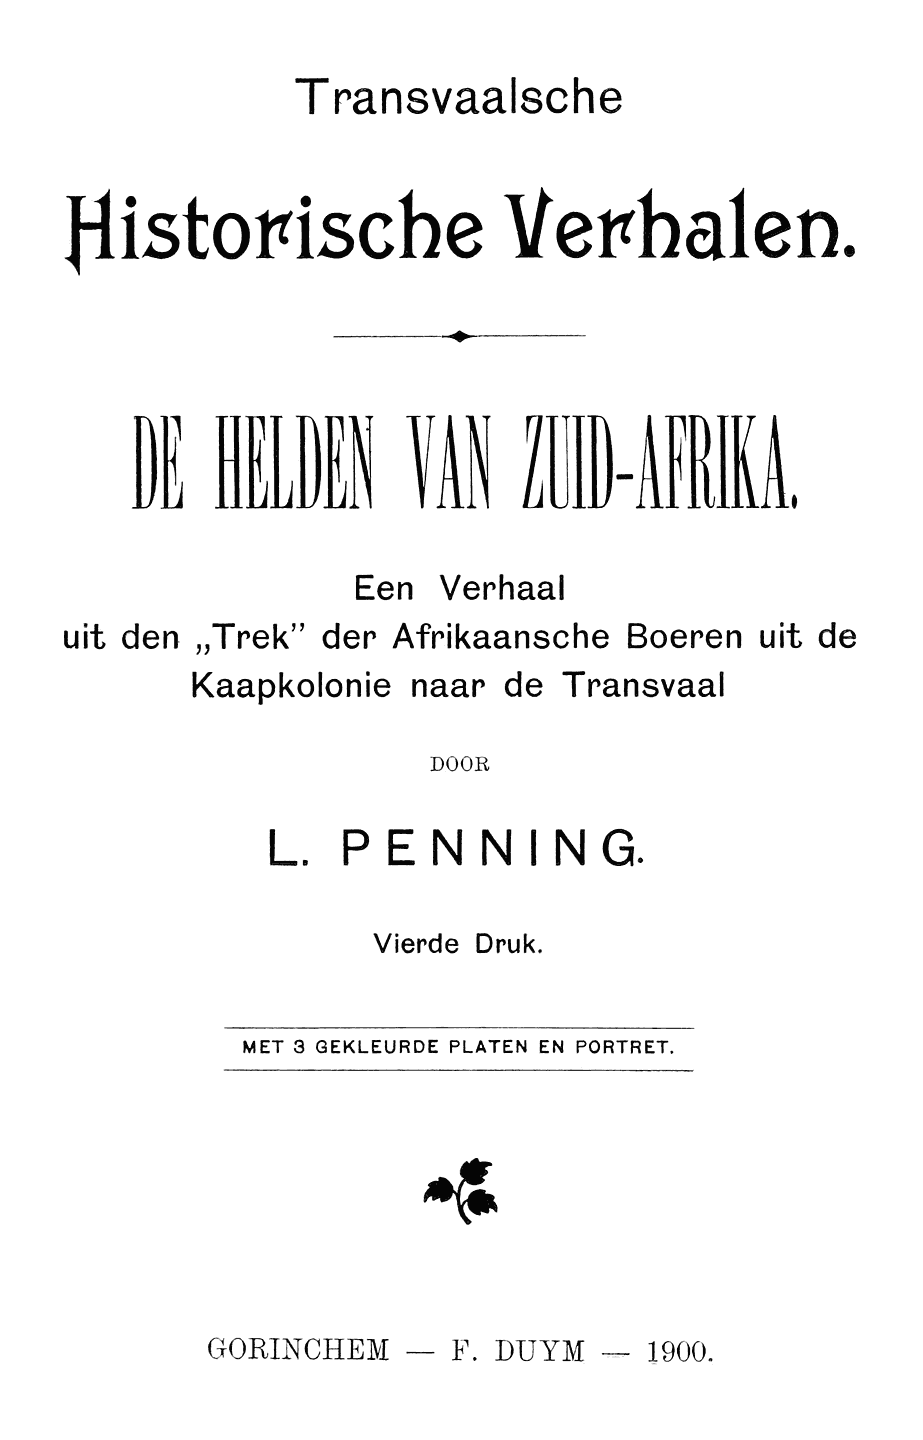 Transvaalsche
Historische Verhalen.
DE HELDEN VAN ZUID-AFRIKA.
Een Verhaal
uit den „Trek” der Afrikaansche Boeren uit de
Kaapkolonie naar de Transvaal
DOOR
L. PENNING.
Vierde Druk.
MET 3 GEKLEURDE PLATEN EN PORTRET.
GORINCHEM — F. DUYM — 1900.